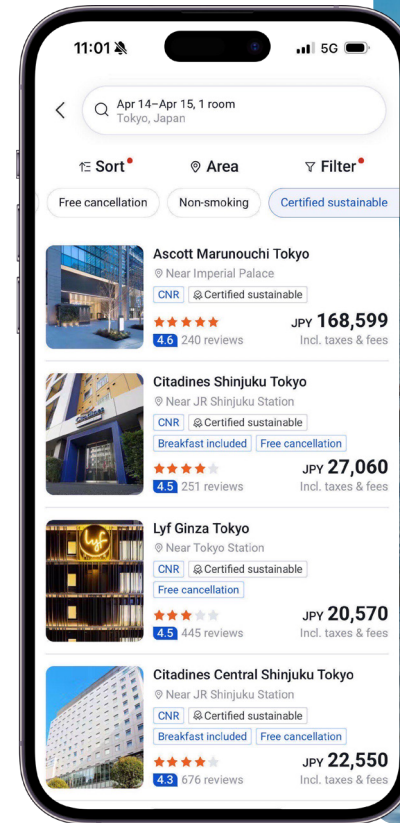 11:01
5G
Apr 14–Apr 15, 1 room
Tokyo, Japan
Sort
Area
Filter
Free cancellation
Non-smoking
Certified sustainable
Ascott Marunouchi Tokyo
Near Imperial Palace
CNR
Certified sustainable
JPY 168,599
4.6 240 reviews
Incl. taxes & fees
Citadines Shinjuku Tokyo
Near JR Shinjuku Station
CNR
Certified sustainable
Breakfast included
Free cancellation
JPY 27,060
4.5 251 reviews
Incl. taxes & fees
lyf
Lyf Ginza Tokyo
Near Tokyo Station
CNR
Certified sustainable
Free cancellation
JPY 20,570
4.5 445 reviews
Incl. taxes & fees
Citadines Central Shinjuku Tokyo
Near JR Shinjuku Station
CNR
Certified sustainable
Breakfast included
Free cancellation
JPY 22,550
4.3 676 reviews
Incl. taxes & fees